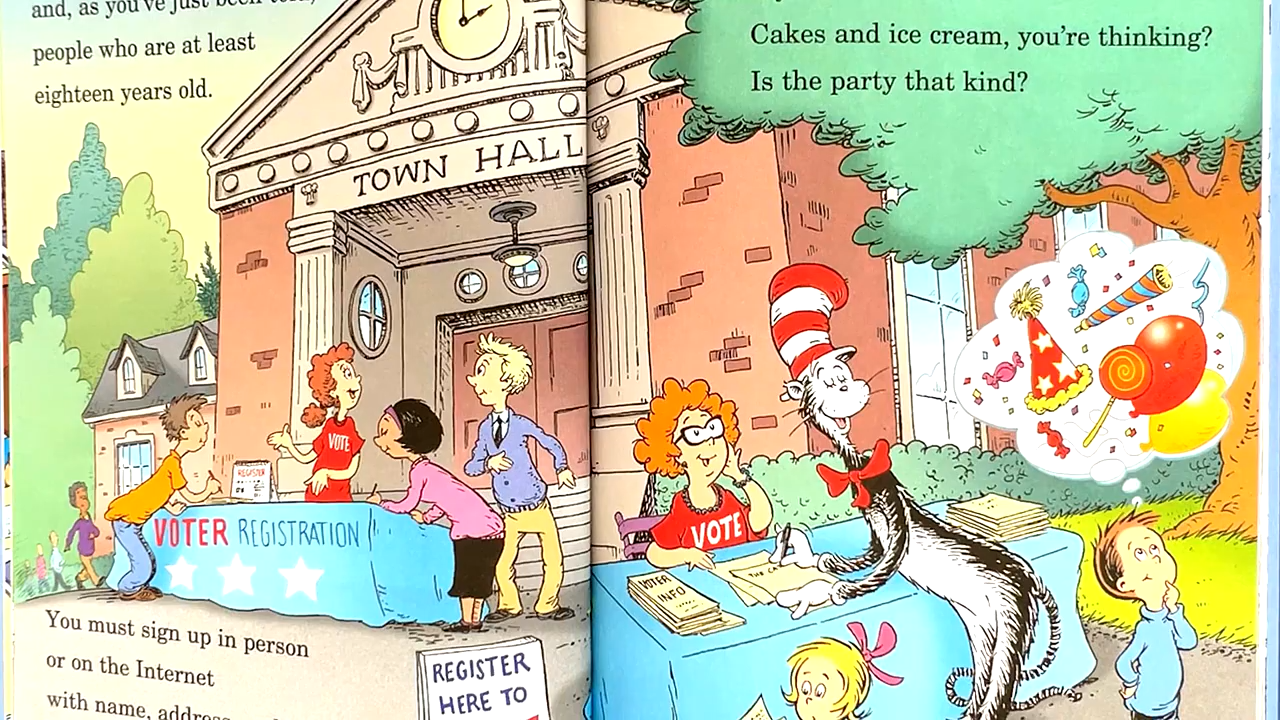 and, as you've just been
people who are at least
eighteen years old.
TOWN HALL
VOTE
REGISTER
VOTER REGISTRATION
You must sign up in person
or on the Internet
with name, address
REGISTER
HERE TO
Cakes and ice cream, you're thinking?
Is the party that kind?
VOTE
VOTER
INFO